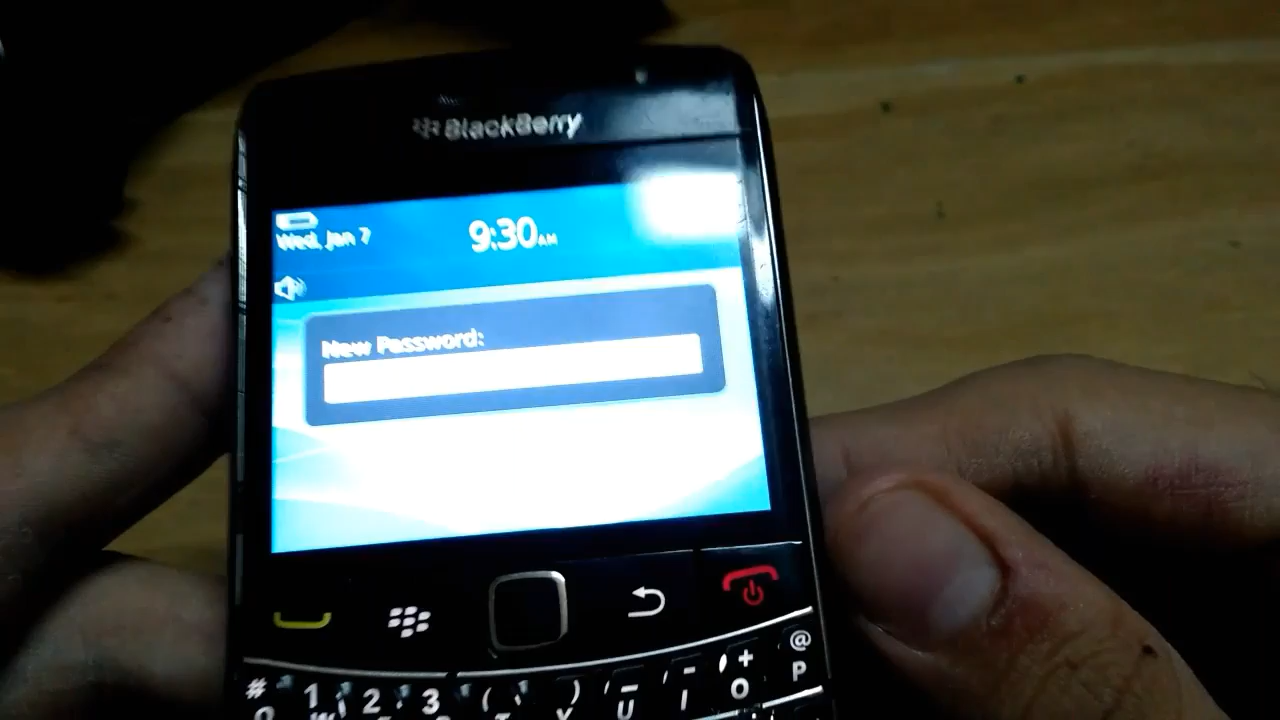 BlackBerry
9:30AM
Wed, Jan 7
New Password:
# 1 2 3 ( ) _ - + @
U I O P